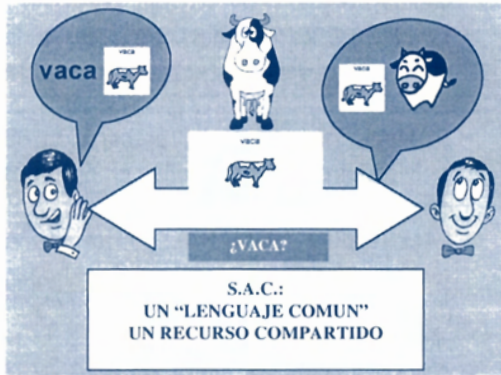 vaca
vaca
vaca
vaca
¿VACA?
S.A.C.:
UN "LENGUAJE COMUN"
UN RECURSO COMPARTIDO